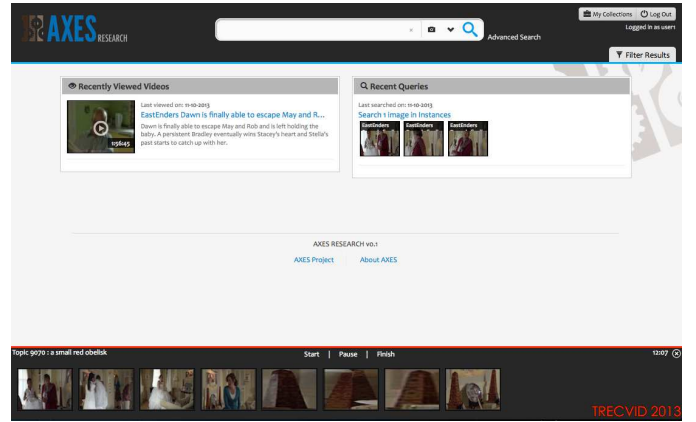 AXES RESEARCH
Advanced Search
My Collections
Log Out
Logged in as user1
Filter Results
Recently Viewed Videos
Last viewed on: 11-10-2013
EastEnders Dawn is finally able to escape May and R...
Dawn is finally able to escape May and Rob and is left holding the
baby. A persistent Bradley eventually wins Stacey's heart and Stella's
past starts to catch up with her.
1:56:45
Recent Queries
Last searched on: 11-10-2013
Search 1 Image in Instances
EastEnders EastEnders EastEnders
AXES RESEARCH v0.1
AXES Project About AXES
Topic 9070 : a small red obelisk
Start | Pause | Finish
12:07
TRECVID 2013